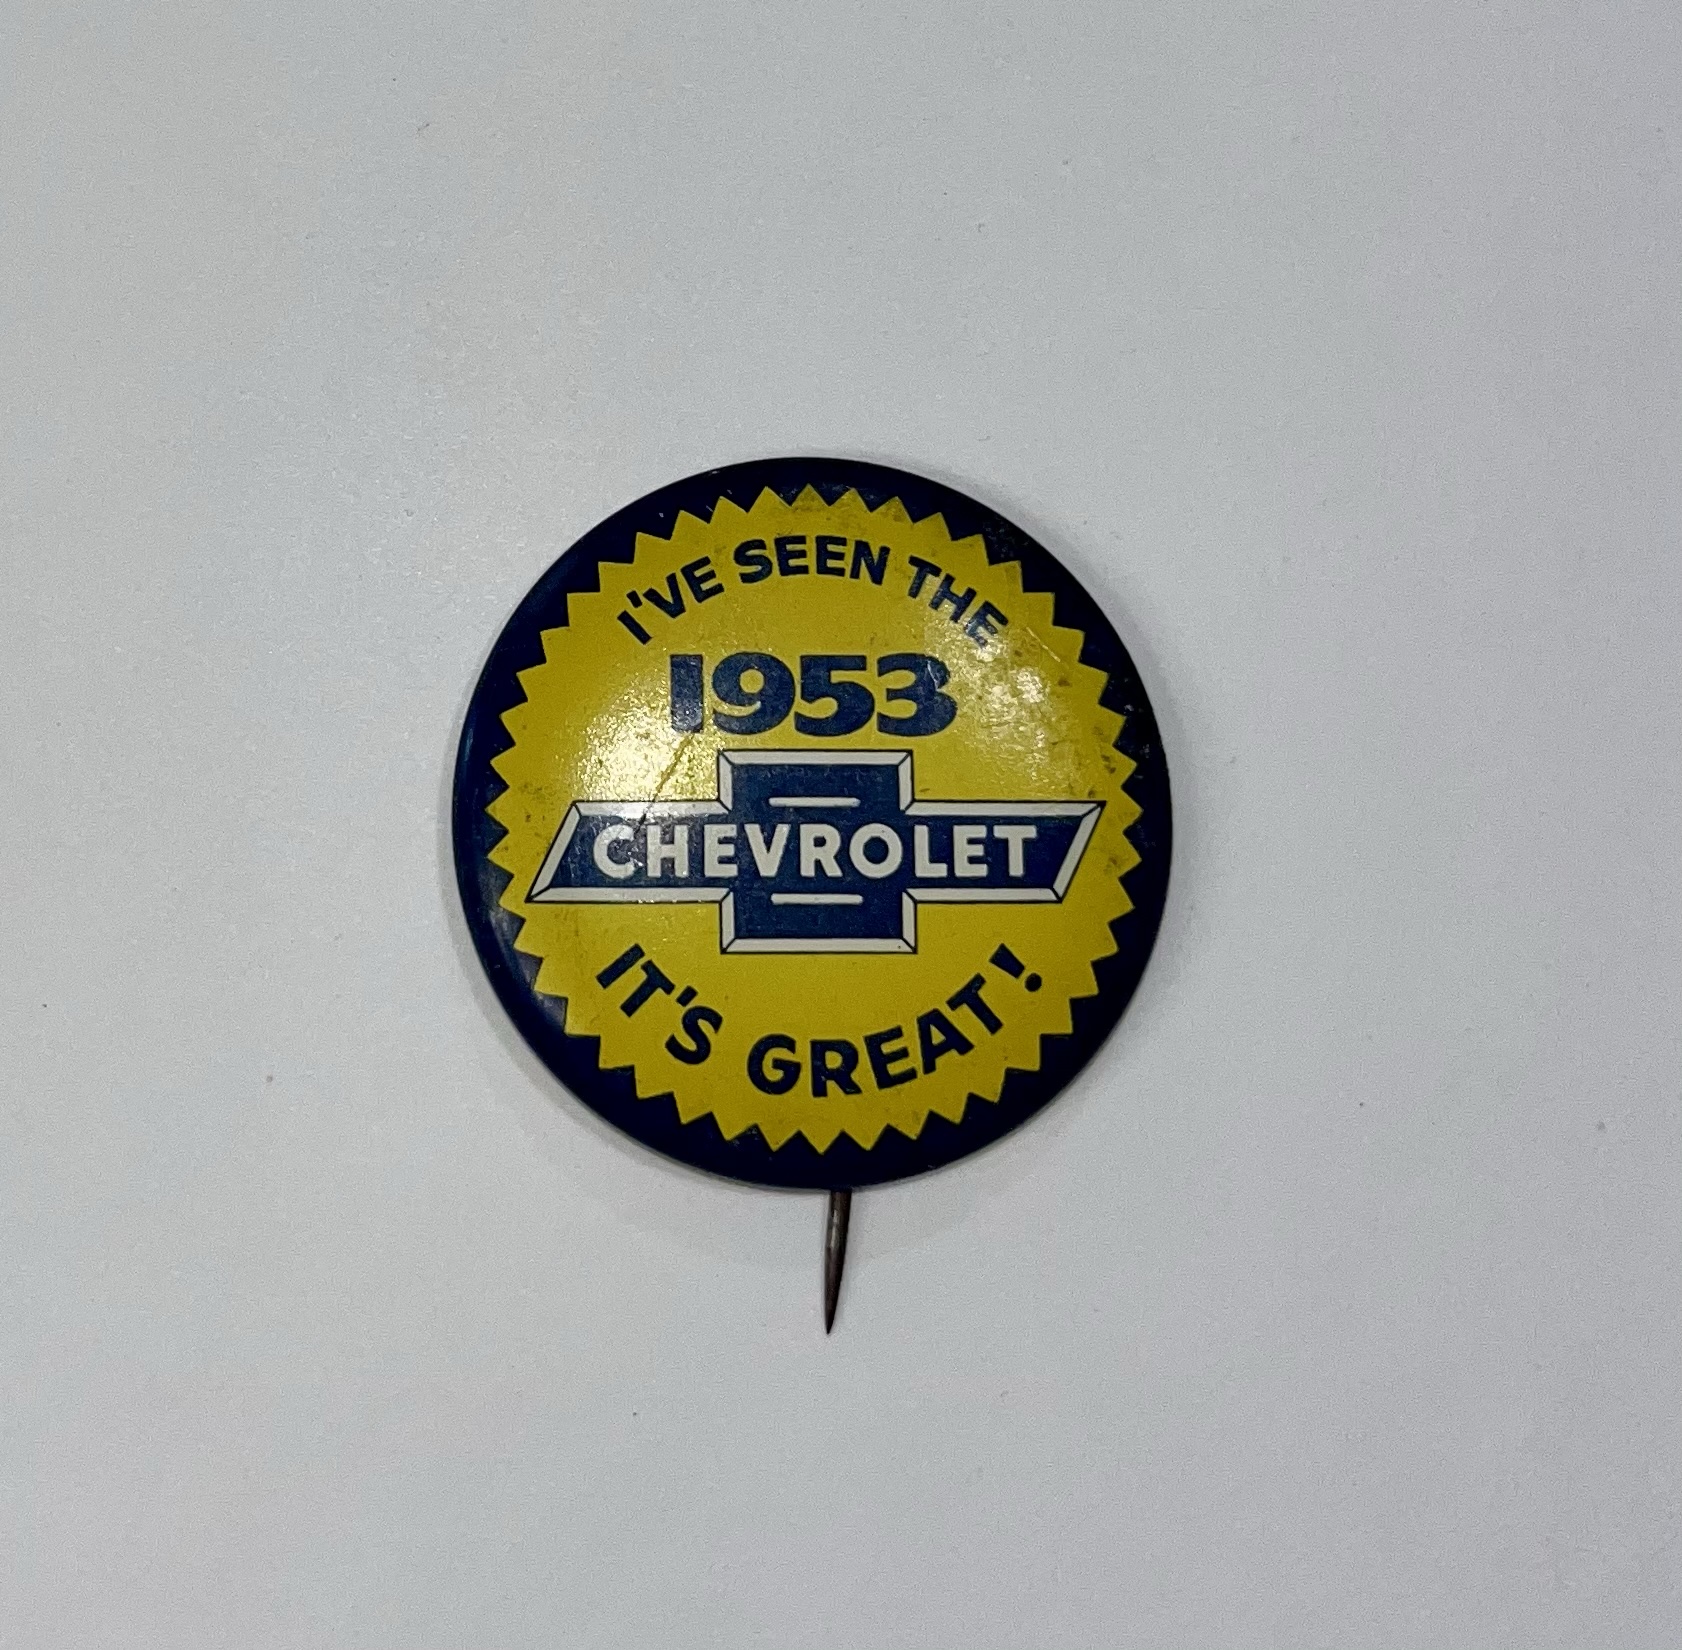 I'VE SEEN THE
1953
CHEVROLET
IT'S GREAT!